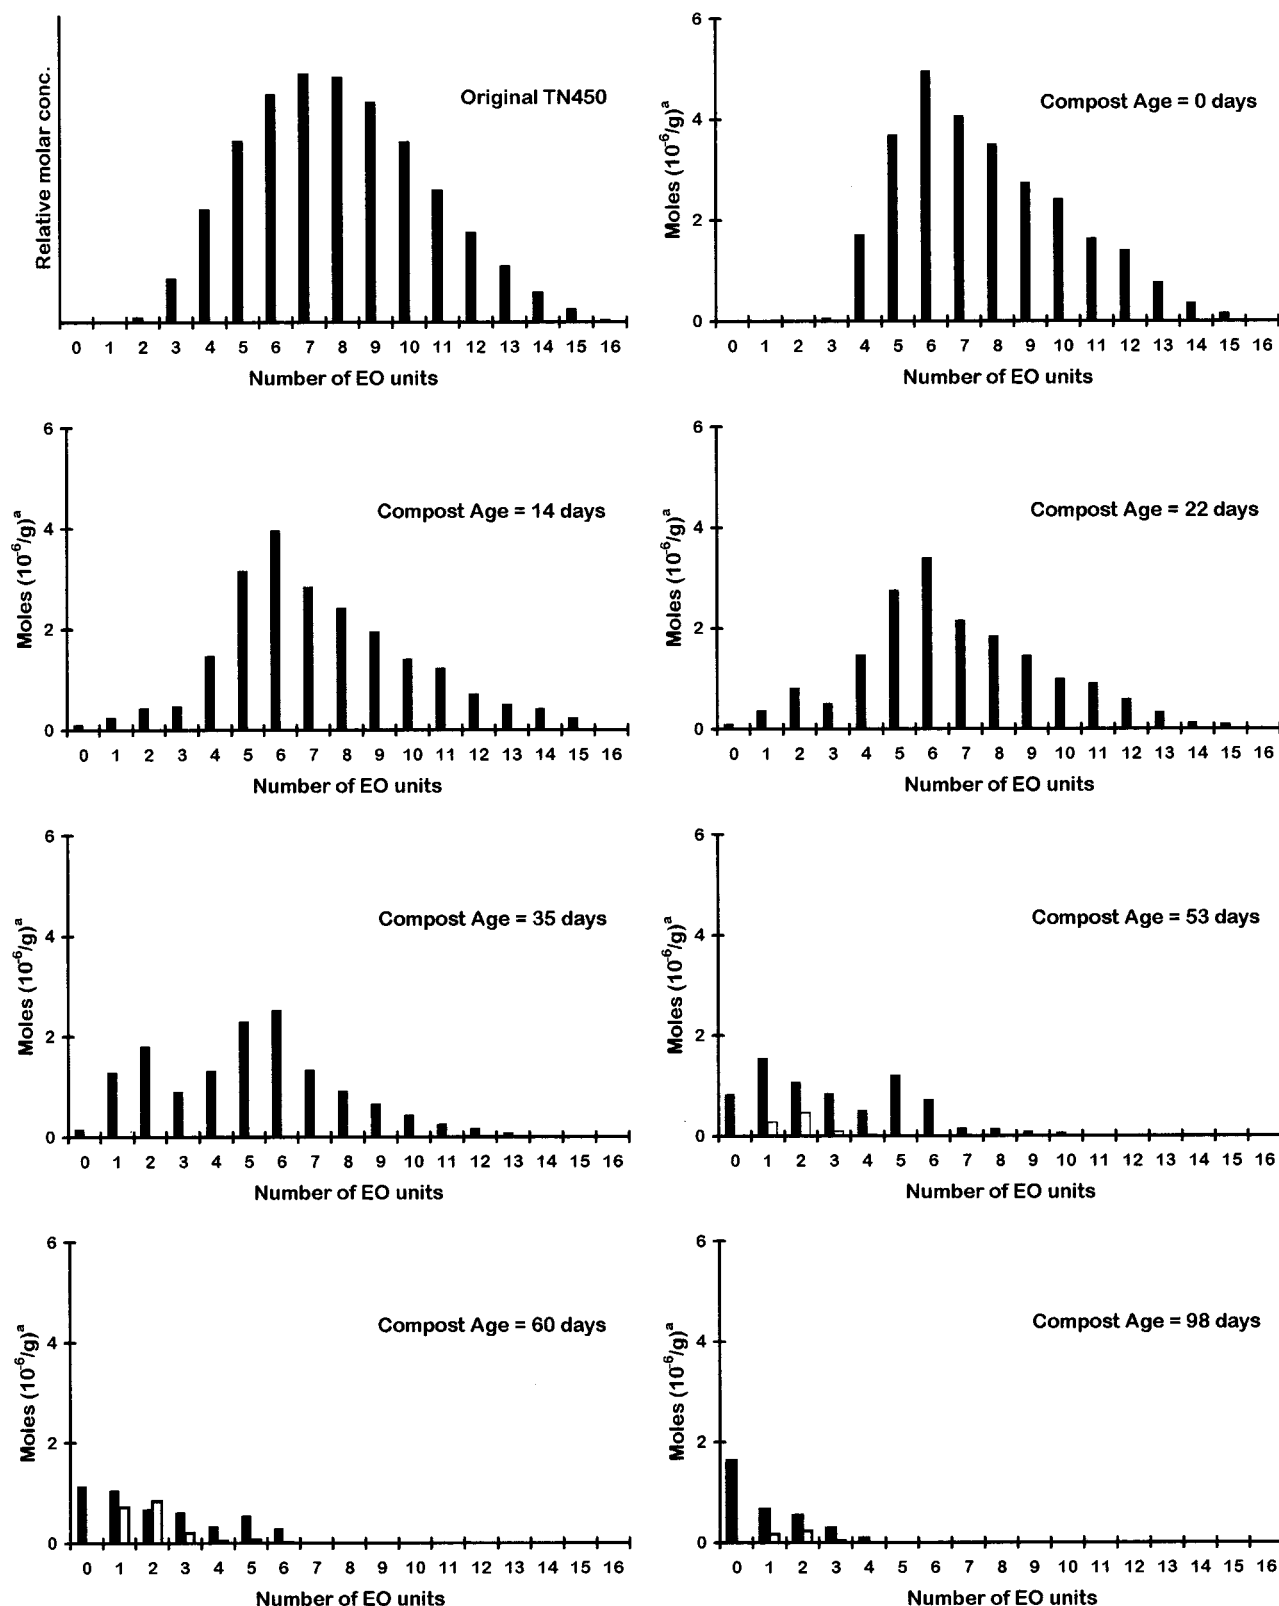 Relative molar conc.
Original TN450
0 1 2 3 4 5 6 7 8 9 10 11 12 13 14 15 16
Number of EO units
6
4
2
0
Moles (10⁻⁶/g)ᵃ
Compost Age = 0 days
0 1 2 3 4 5 6 7 8 9 10 11 12 13 14 15 16
Number of EO units
6
4
2
0
Moles (10⁻⁶/g)ᵃ
Compost Age = 14 days
0 1 2 3 4 5 6 7 8 9 10 11 12 13 14 15 16
Number of EO units
6
4
2
0
Moles (10⁻⁶/g)ᵃ
Compost Age = 22 days
0 1 2 3 4 5 6 7 8 9 10 11 12 13 14 15 16
Number of EO units
6
4
2
0
Moles (10⁻⁶/g)ᵃ
Compost Age = 35 days
0 1 2 3 4 5 6 7 8 9 10 11 12 13 14 15 16
Number of EO units
6
4
2
0
Moles (10⁻⁶/g)ᵃ
Compost Age = 53 days
0 1 2 3 4 5 6 7 8 9 10 11 12 13 14 15 16
Number of EO units
6
4
2
0
Moles (10⁻⁶/g)ᵃ
Compost Age = 60 days
0 1 2 3 4 5 6 7 8 9 10 11 12 13 14 15 16
Number of EO units
6
4
2
0
Moles (10⁻⁶/g)ᵃ
Compost Age = 98 days
0 1 2 3 4 5 6 7 8 9 10 11 12 13 14 15 16
Number of EO units